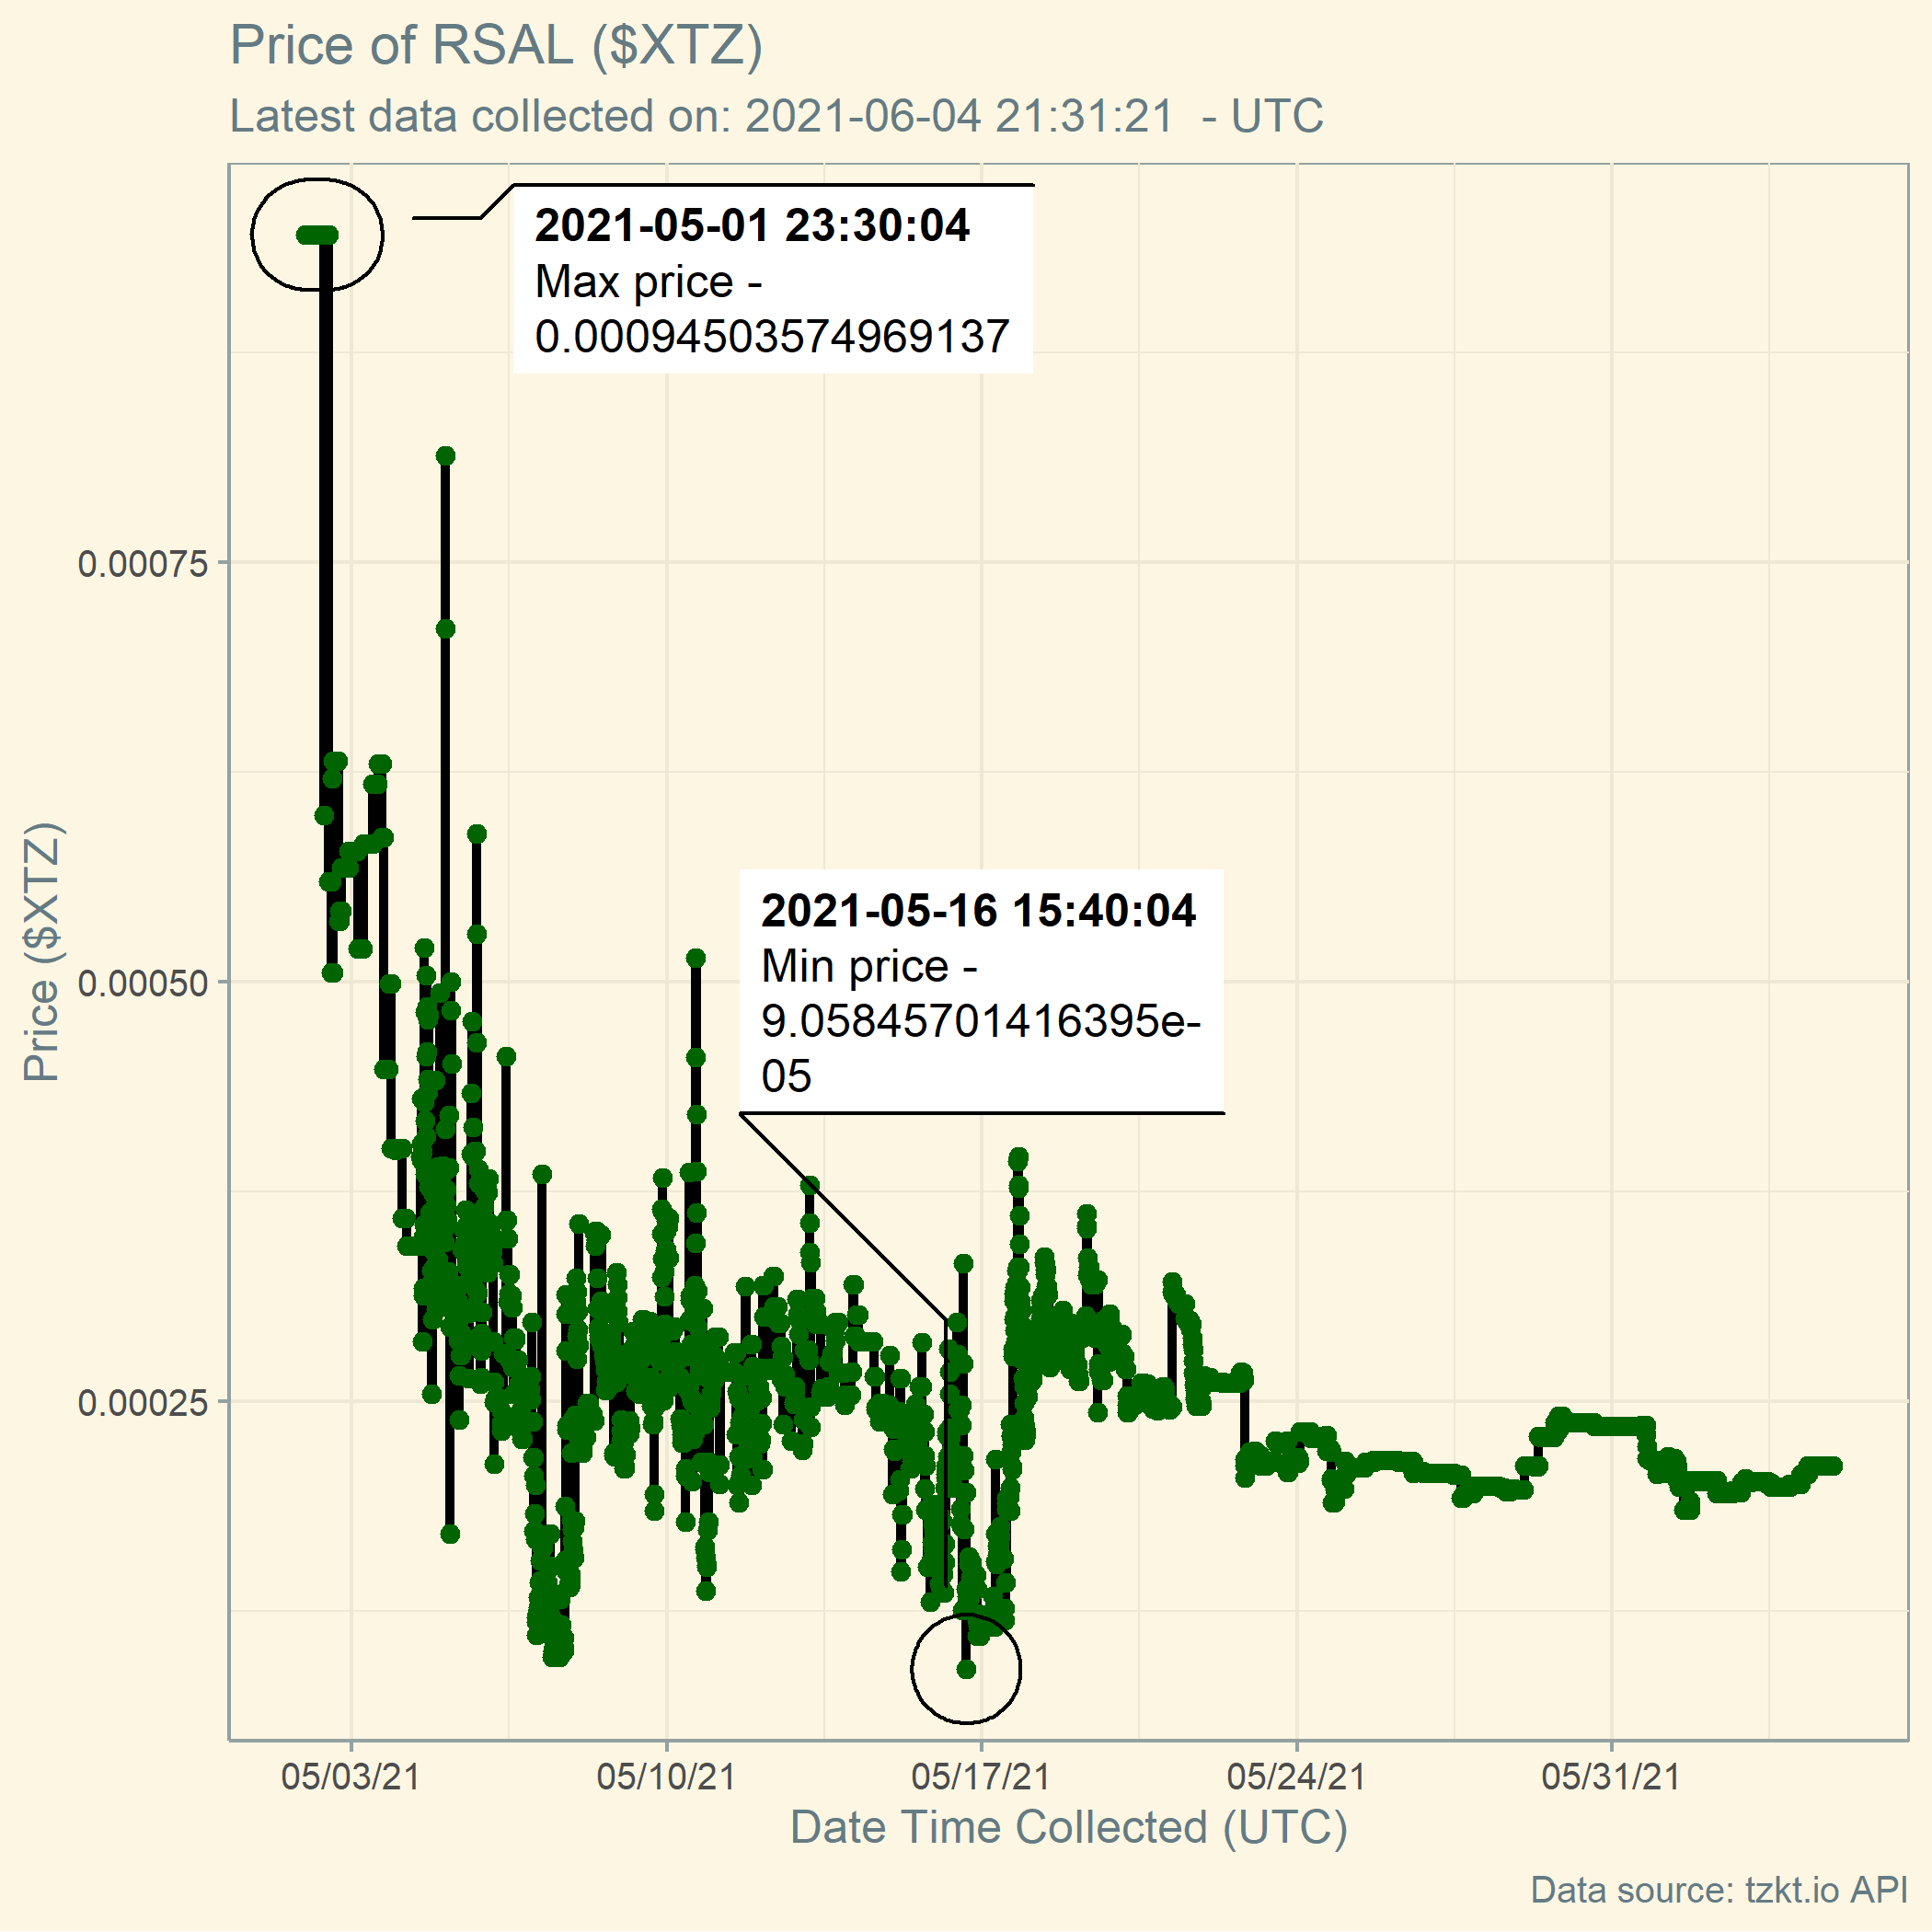 Price of RSAL ($XTZ)
Latest data collected on: 2021-06-04 21:31:21  - UTC
2021-05-01 23:30:04
Max price -
0.000945035749691​37
0.00075
2021-05-16 15:40:04
Min price -
9.05845701416395e-
05
Price ($XTZ)
0.00050
0.00025
05/03/21
05/10/21
05/17/21
05/24/21
05/31/21
Date Time Collected (UTC)
Data source: tzkt.io API